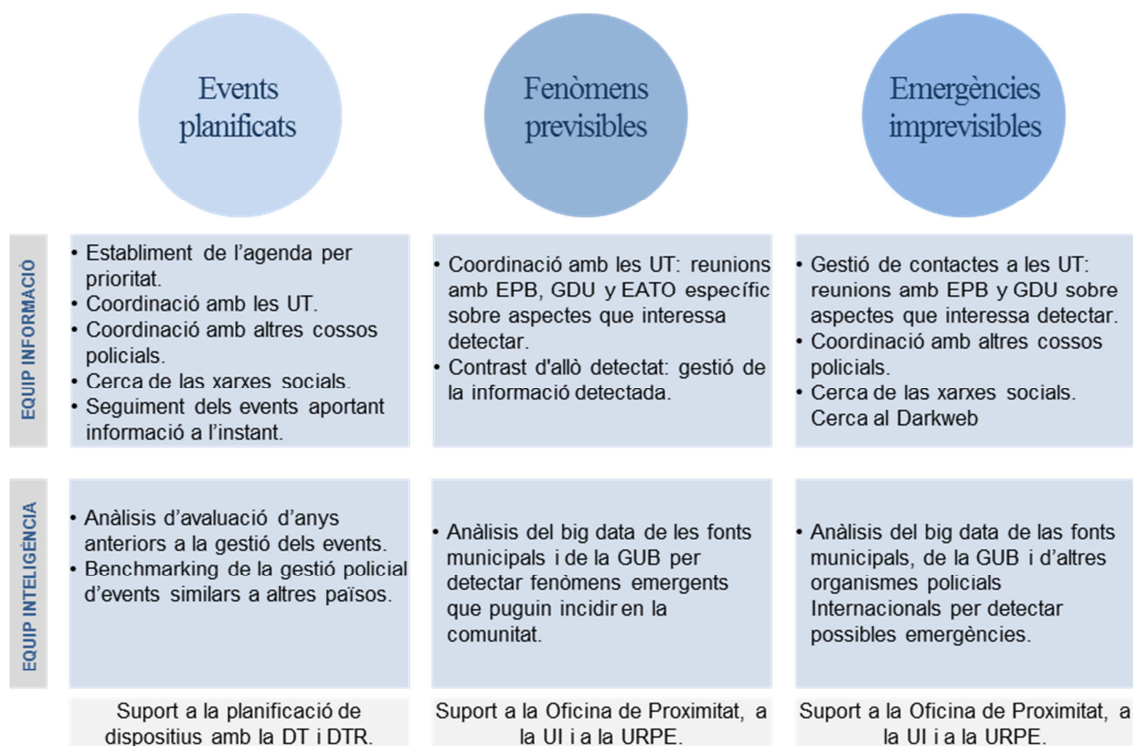 Events
planificats
Fenòmens
previsibles
Emergències
imprevisibles
EQUIP INFORMACIÓ
• Establiment de l’agenda per
prioritat.
• Coordinació amb les UT.
• Coordinació amb altres cossos
policials.
• Cerca de las xarxes socials.
• Seguiment dels events aportant
informació a l’instant.
• Coordinació amb les UT: reunions
amb EPB, GDU y EATO específic
sobre aspectes que interessa
detectar.
• Contrast d'allò detectat: gestió de
la informació detectada.
• Gestió de contactes a les UT:
reunions amb EPB y GDU sobre
aspectes que interessa detectar.
• Coordinació amb altres cossos
policials.
• Cerca de las xarxes socials.
Cerca al Darkweb
EQUIP INTELIGÉNCIA
• Anàlisis d’avaluació d’anys
anteriors a la gestió dels events.
• Benchmarking de la gestió policial
d’events similars a altres països.
• Anàlisis del big data de les fonts
municipals i de la GUB per
detectar fenòmens emergents
que puguin incidir en la
comunitat.
• Anàlisis del big data de las fonts
municipals, de la GUB i d’altres
organismes policials
Internacionals per detectar
possibles emergències.
Suport a la planificació de
dispositius amb la DT i DTR.
Suport a la Oficina de Proximitat, a
la UI i a la URPE.
Suport a la Oficina de Proximitat, a
la UI i a la URPE.